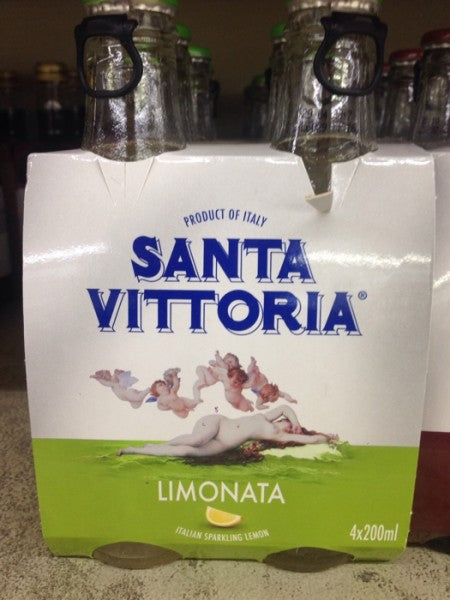 PRODUCT OF ITALY
SANTA
VITTORIA®
LIMONATA
ITALIAN SPARKLING LEMON
4x200ml